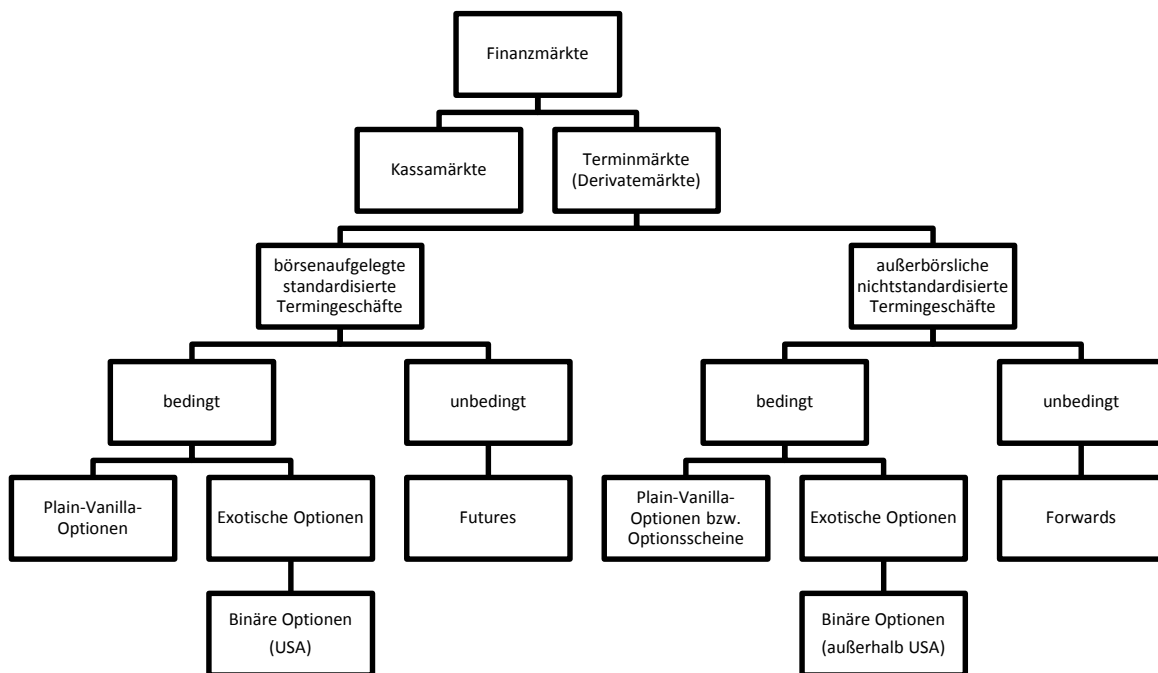 Finanzmärkte
Kassamärkte
Terminmärkte
(Derivatemärkte)
börsenaufgelegte
standardisierte
Termingeschäfte
außerbörsliche
nichtstandardisierte
Termingeschäfte
bedingt
unbedingt
bedingt
unbedingt
Plain-Vanilla-
Optionen
Exotische Optionen
Futures
Plain-Vanilla-
Optionen bzw.
Optionsscheine
Exotische Optionen
Forwards
Binäre Optionen
(USA)
Binäre Optionen
(außerhalb USA)